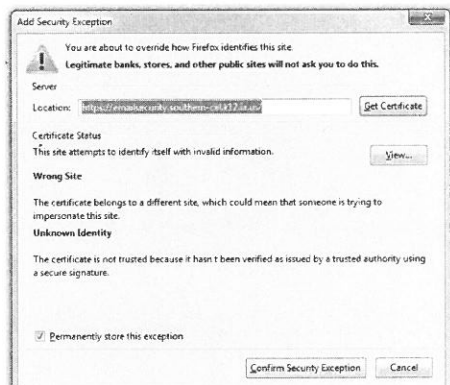 Add Security Exception
You are about to override how Firefox identifies this site.
Legitimate banks, stores, and other public sites will not ask you to do this.
Server
Location:
Get Certificate
Certificate Status
This site attempts to identify itself with invalid information.
View...
Wrong Site
The certificate belongs to a different site, which could mean that someone is trying to
impersonate this site.
Unknown Identity
The certificate is not trusted because it hasn t been verified as issued by a trusted authority using
a secure signature.
Permanently store this exception
Confirm Security Exception
Cancel